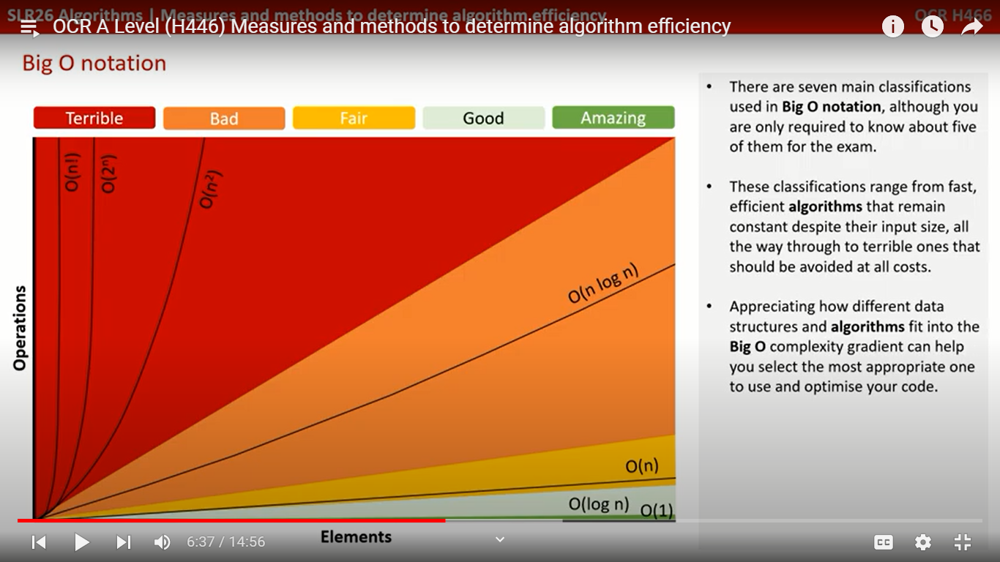 SLR26 Algorithms | Measures and methods to determine algorithm efficiency
OCR H466
OCR A Level (H446) Measures and methods to determine algorithm efficiency
Big O notation
Terrible
Bad
Fair
Good
Amazing
O(n!)
O(2ⁿ)
O(n²)
O(n log n)
O(n)
O(log n)
O(1)
Operations
Elements
• There are seven main classifications
used in Big O notation, although you
are only required to know about five
of them for the exam.
• These classifications range from fast,
efficient algorithms that remain
constant despite their input size, all
the way through to terrible ones that
should be avoided at all costs.
• Appreciating how different data
structures and algorithms fit into the
Big O complexity gradient can help
you select the most appropriate one
to use and optimise your code.
6:37 / 14:56
CC